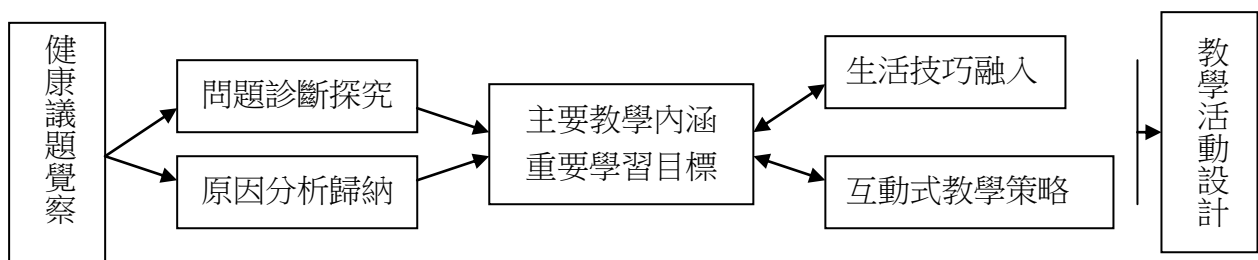 健康議題覺察
問題診斷探究
原因分析歸納
主要教學內涵
重要學習目標
生活技巧融入
互動式教學策略
教學活動設計